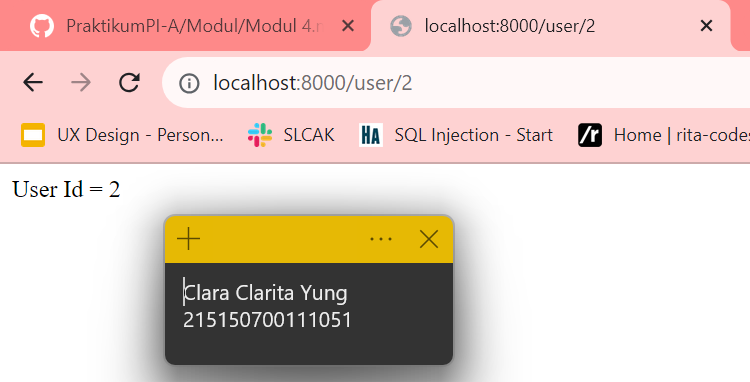 PraktikumPI-A/Modul/Modul 4.m
localhost:8000/user/2
localhost:8000/user/2
UX Design - Person...
SLCAK
HA
SQL Injection - Start
/r
Home | rita-codes
User Id = 2
Clara Clarita Yung
215150700111051